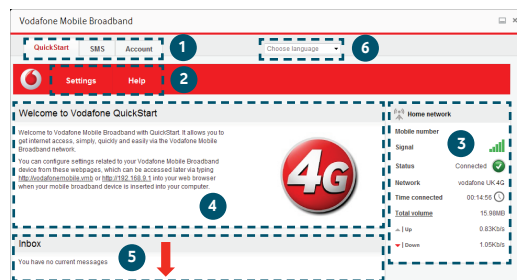 Vodafone Mobile Broadband
QuickStart SMS Account 1 Choose language 6
Settings Help 2
Welcome to Vodafone QuickStart
Welcome to Vodafone Mobile Broadband with QuickStart. It allows you to
get internet access, simply, quickly and easily via the Vodafone Mobile
Broadband network.
You can configure settings related to your Vodafone Mobile Broadband
device from these webpages, which can be accessed later via typing
http://vodafonemobile.vmb or http://192.168.9.1 into your web browser
when your mobile broadband device is inserted into your computer.
4G
4
Inbox
You have no current messages
5
Home network
Mobile number
Signal
3
Status Connected
Network vodafone UK 4G
Time connected 00:14:56
Total volume 15.98MB
| Up 0.83Kb/s
| Down 1.05Kb/s